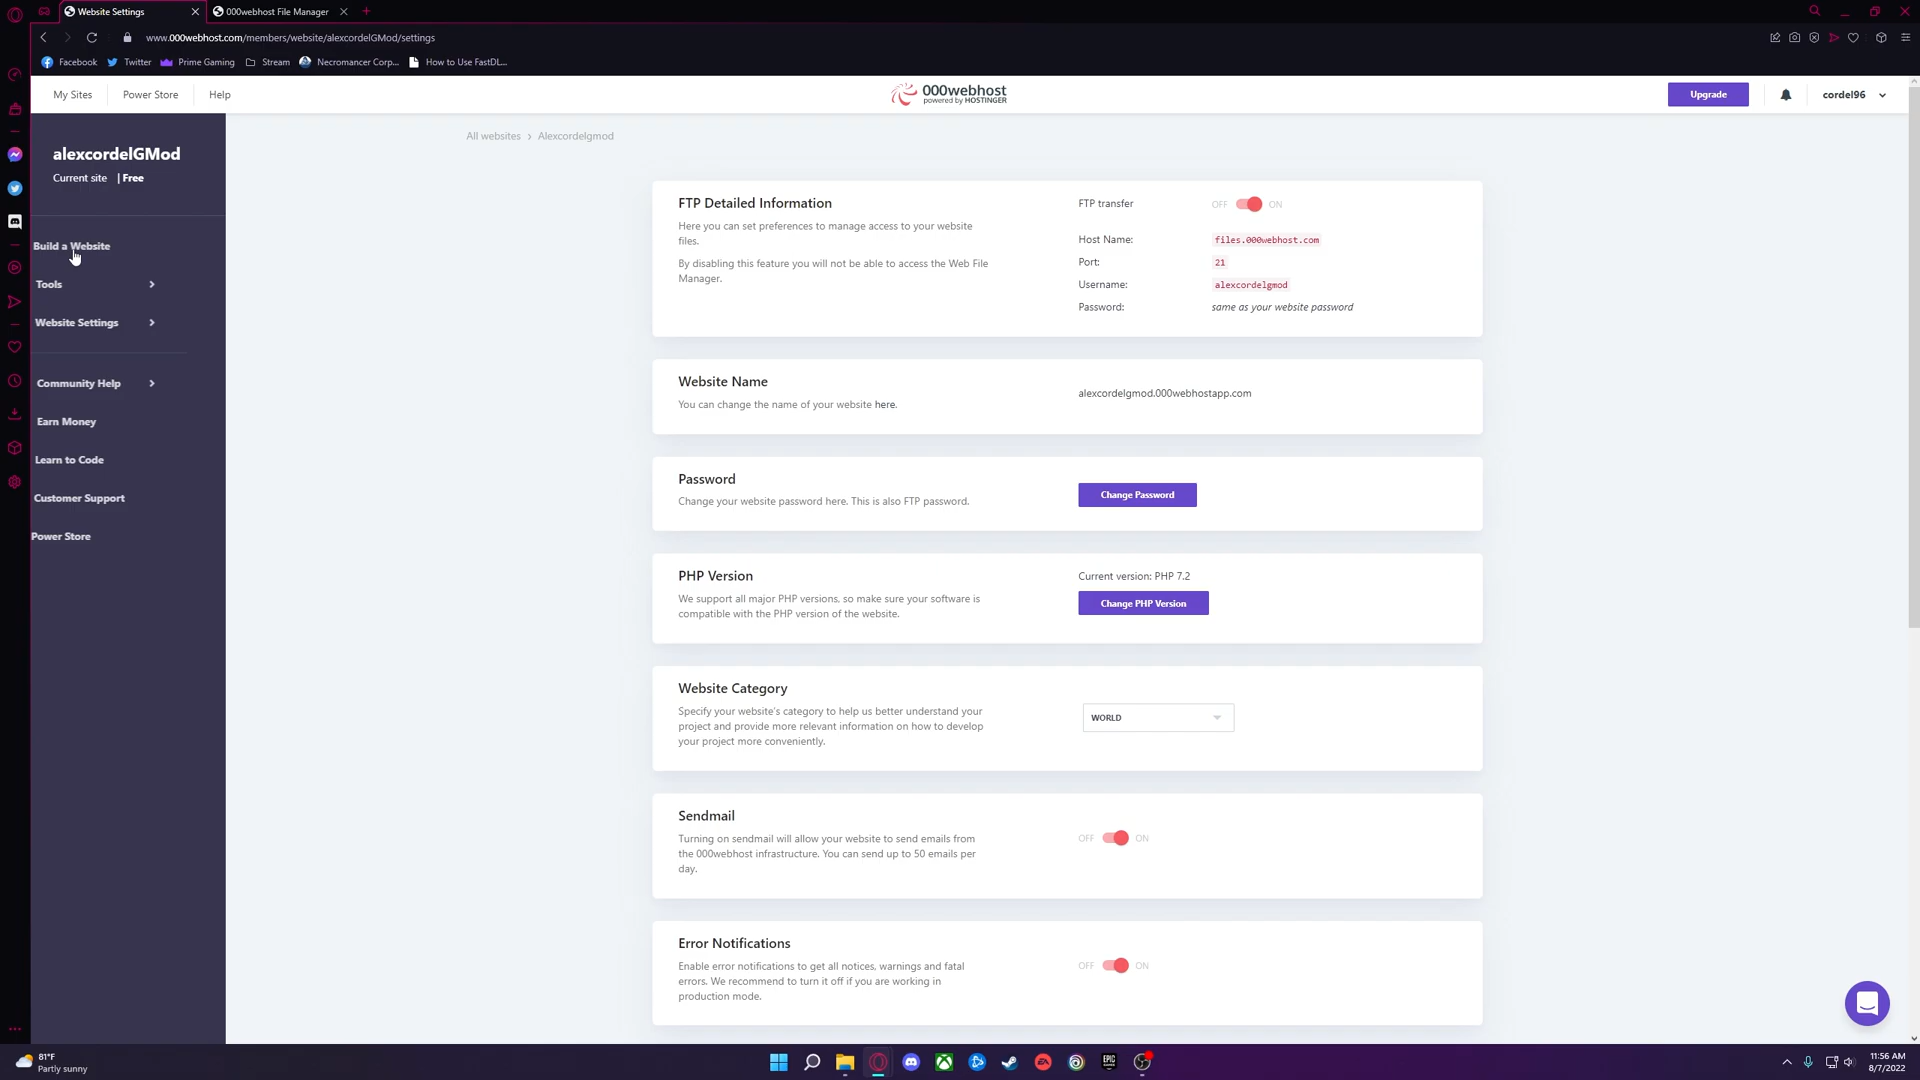 Website Settings
000webhost File Manager
www.000webhost.com/members/website/alexcordelGMod/settings
Facebook
Twitter
Prime Gaming
Stream
Necromancer Corp...
How to Use FastDL...
My Sites
Power Store
Help
000webhost
powered by HOSTINGER
Upgrade
cordel96
alexcordelGMod
Current site | Free
Build a Website
Tools
Website Settings
Community Help
Earn Money
Learn to Code
Customer Support
Power Store
All websites › Alexcordelgmod
FTP Detailed Information
Here you can set preferences to manage access to your website
files.
By disabling this feature you will not be able to access the Web File
Manager.
FTP transfer OFF ON
Host Name: files.000webhost.com
Port: 21
Username: alexcordelgmod
Password: same as your website password
Website Name
You can change the name of your website here.
alexcordelgmod.000webhostapp.com
Password
Change your website password here. This is also FTP password.
Change Password
PHP Version
We support all major PHP versions, so make sure your software is
compatible with the PHP version of the website.
Current version: PHP 7.2
Change PHP Version
Website Category
Specify your website's category to help us better understand your
project and provide more relevant information on how to develop
your project more conveniently.
WORLD
Sendmail
Turning on sendmail will allow your website to send emails from
the 000webhost infrastructure. You can send up to 50 emails per
day.
OFF ON
Error Notifications
Enable error notifications to get all notices, warnings and fatal
errors. We recommend to turn it off if you are working in
production mode.
OFF ON
81°F
Partly sunny
EA
EPIC
11:56 AM
8/7/2022